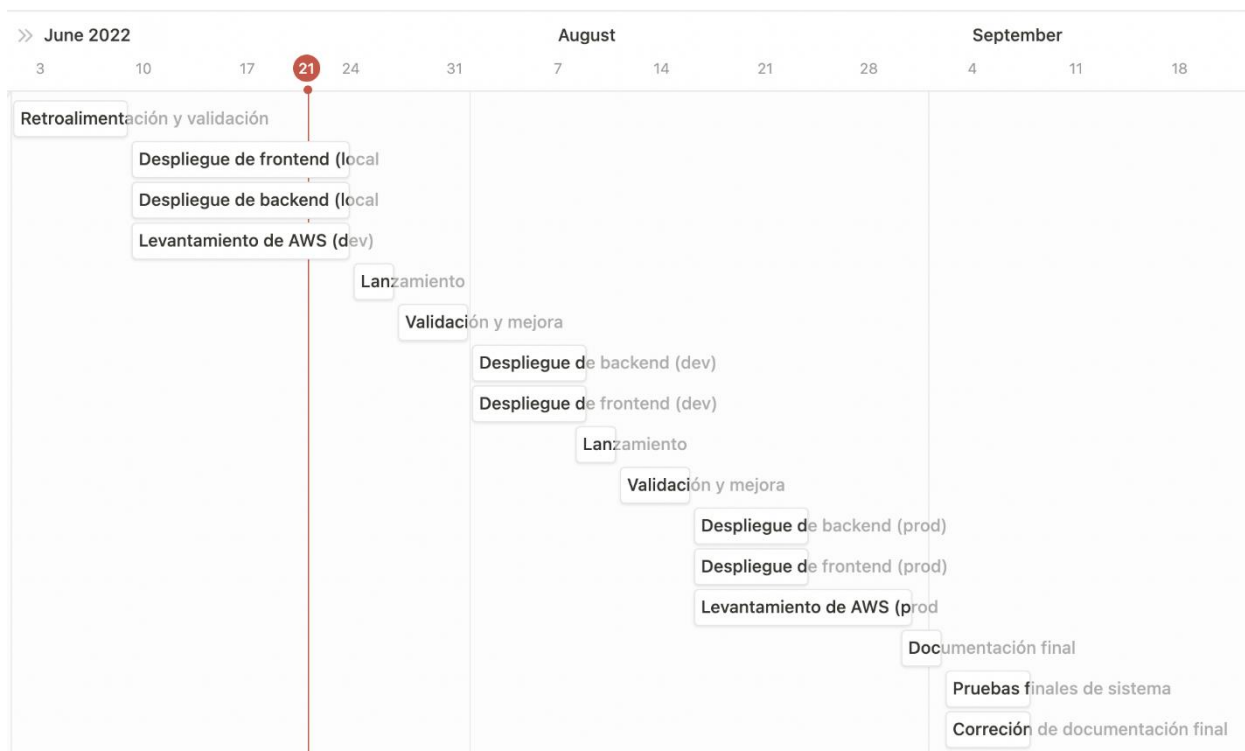 » June 2022 August September
3 10 17 21 24 31 7 14 21 28 4 11 18
Retroalimentación y validación
Despliegue de frontend (local
Despliegue de backend (local
Levantamiento de AWS (dev)
Lanzamiento
Validación y mejora
Despliegue de backend (dev)
Despliegue de frontend (dev)
Lanzamiento
Validación y mejora
Despliegue de backend (prod)
Despliegue de frontend (prod)
Levantamiento de AWS (prod
Documentación final
Pruebas finales de sistema
Correción de documentación final